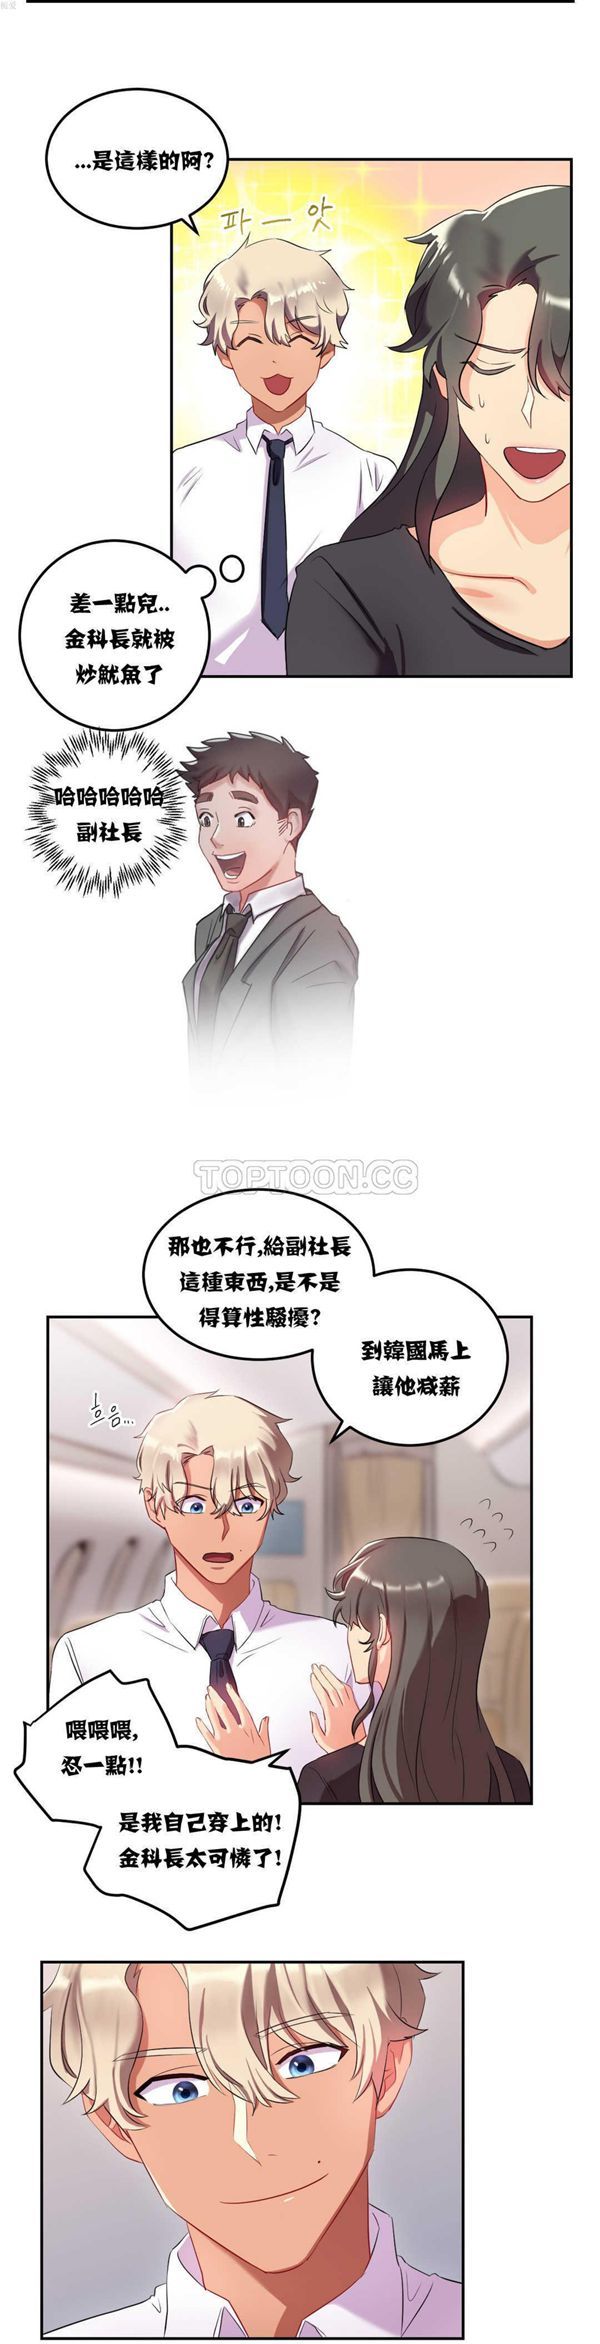 …是這樣的阿?
파ー앗
差一點兒..
金科長就被
炒魷魚了
哈哈哈哈哈
副社長
TOPTOON.CC
那也不行,給副社長
這種東西,是不是
得算性騷擾?
到韓國馬上
讓他減薪
흐음...
喂喂喂,
忍一點!!
是我自己穿上的!
金科長太可憐了!